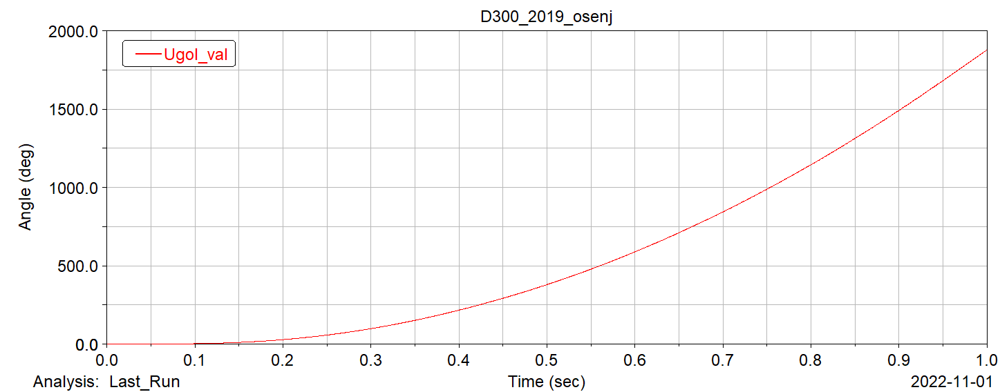 D300_2019_osenj
2000.0
Ugol_val
1500.0
Angle (deg)
1000.0
500.0
0.0
0.0 0.1 0.2 0.3 0.4 0.5 0.6 0.7 0.8 0.9 1.0
Analysis: Last_Run Time (sec) 2022-11-01